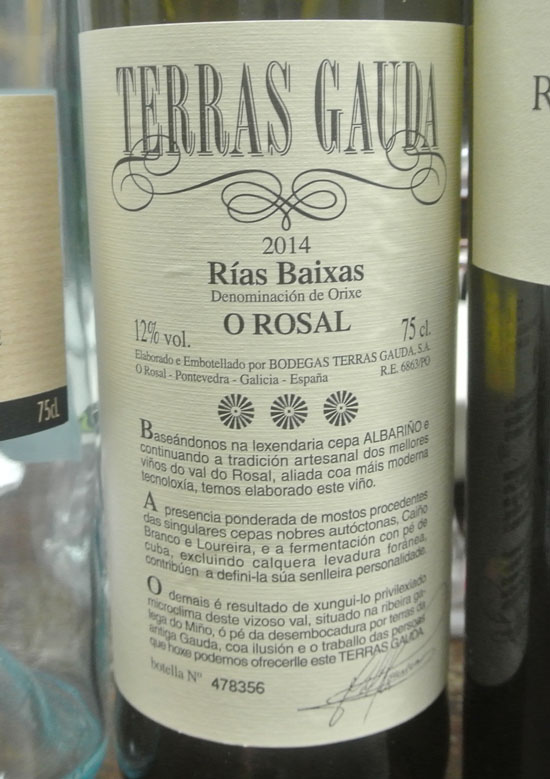 TERRAS GAUDA
2014
Rías Baixas
Denominación de Orixe
O ROSAL
12% vol.
75 cl.
Elaborado e Embotellado por BODEGAS TERRAS GAUDA, S.A.
O Rosal - Pontevedra - Galicia - España
R.E. 6863/PO
Baseándonos na lexendaria cepa ALBARIÑO e
continuando a tradición artesanal dos mellores
viños do val do Rosal, aliada coa máis moderna
tecnoloxía, temos elaborado este viño.
A presencia ponderada de mostos procedentes
das singulares cepas nobres autóctonas, Caiño
Branco e Loureira, e a fermentación con pé de
cuba, excluindo calquera levadura foránea,
contribúen a defini-la súa senlleira personalidade.
O demais é resultado de xungui-lo privilexiado
microclima deste vizoso val, situado na ribeira ga-
lega do Miño, ó pé da desembocadura por terras da
antiga Gauda, coa ilusión e o traballo das persoas
que hoxe podemos ofrecerlle este TERRAS GAUDA
botella Nº 478356
75cl
R